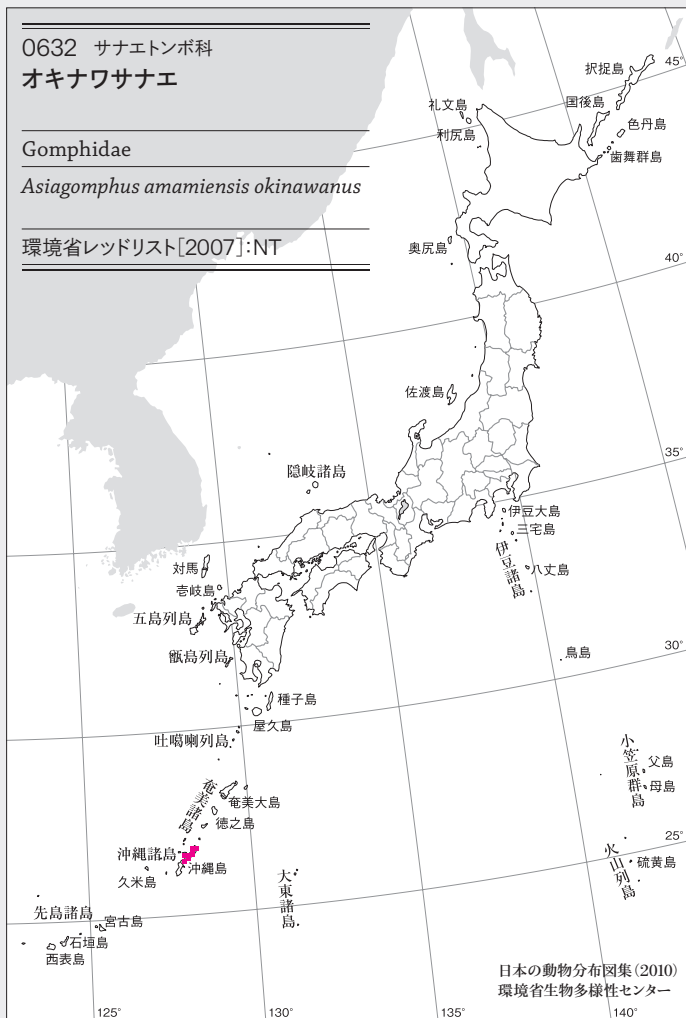 0632 サナエトンボ科
オキナワサナエ
Gomphidae
Asiagomphus amamiensis okinawanus
環境省レッドリスト[2007]:NT
択捉島
45°
礼文島
国後島
利尻島
色丹島
歯舞群島
奥尻島
40°
佐渡島
35°
隠岐諸島
伊豆大島
三宅島
伊豆諸島
八丈島
対馬
壱岐島
五島列島
甑島列島
鳥島
30°
種子島
屋久島
吐噶喇列島
小笠原群島
父島
母島
奄美諸島
奄美大島
徳之島
25°
沖縄諸島
沖縄島
久米島
大東諸島
火山列島
硫黄島
先島諸島
宮古島
石垣島
西表島
日本の動物分布図集(2010)
環境省生物多様性センター
125°
130°
135°
140°